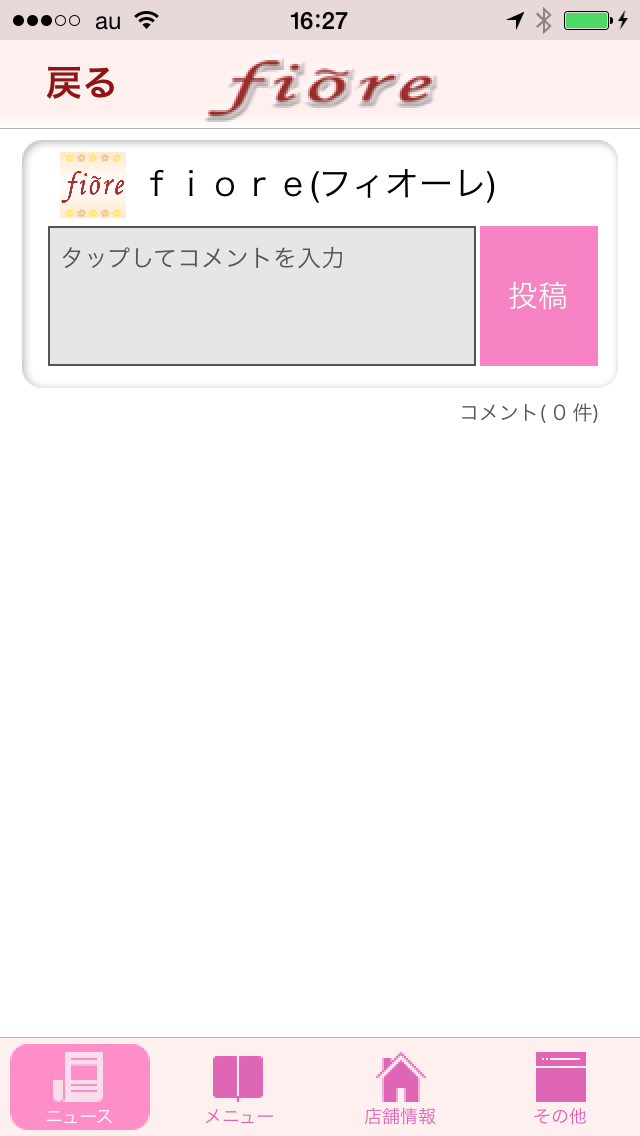 au 16:27
戻る fiõre
fiõre ｆｉｏｒｅ(フィオーレ)
タップしてコメントを入力
投稿
コメント( 0 件)
ニュース メニュー 店舗情報 その他